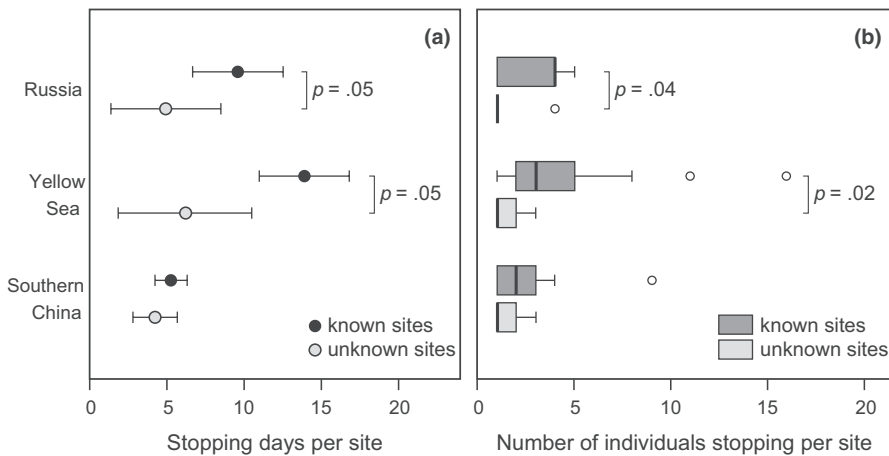 (a)
Russia
p = .05
Yellow
Sea
p = .05
Southern
China
known sites
unknown sites
0 5 10 15 20
Stopping days per site
(b)
p = .04
p = .02
known sites
unknown sites
0 5 10 15 20
Number of individuals stopping per site